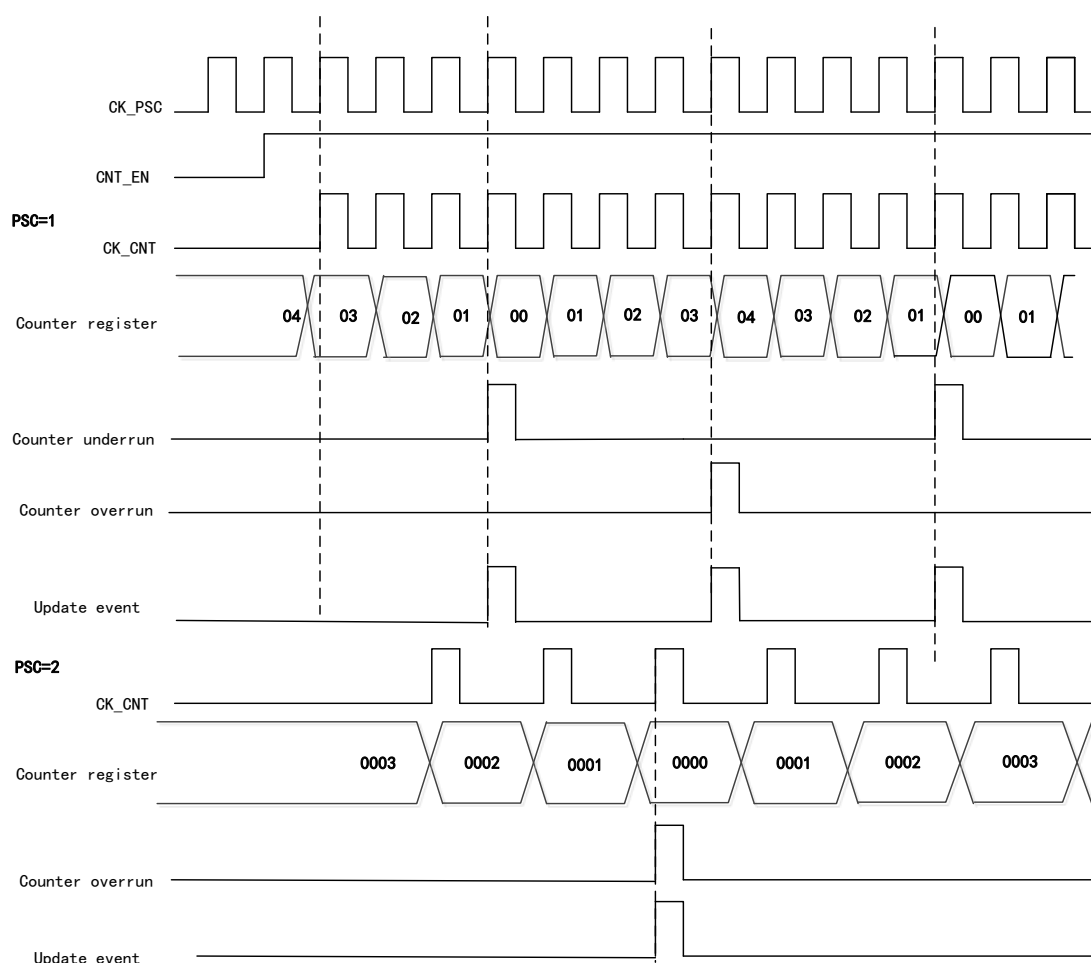 CK_PSC
CNT_EN
PSC=1
CK_CNT
Counter register 04 03 02 01 00 01 02 03 04 03 02 01 00 01
Counter underrun
Counter overrun
Update event
PSC=2
CK_CNT
Counter register 0003 0002 0001 0000 0001 0002 0003
Counter overrun
Update event